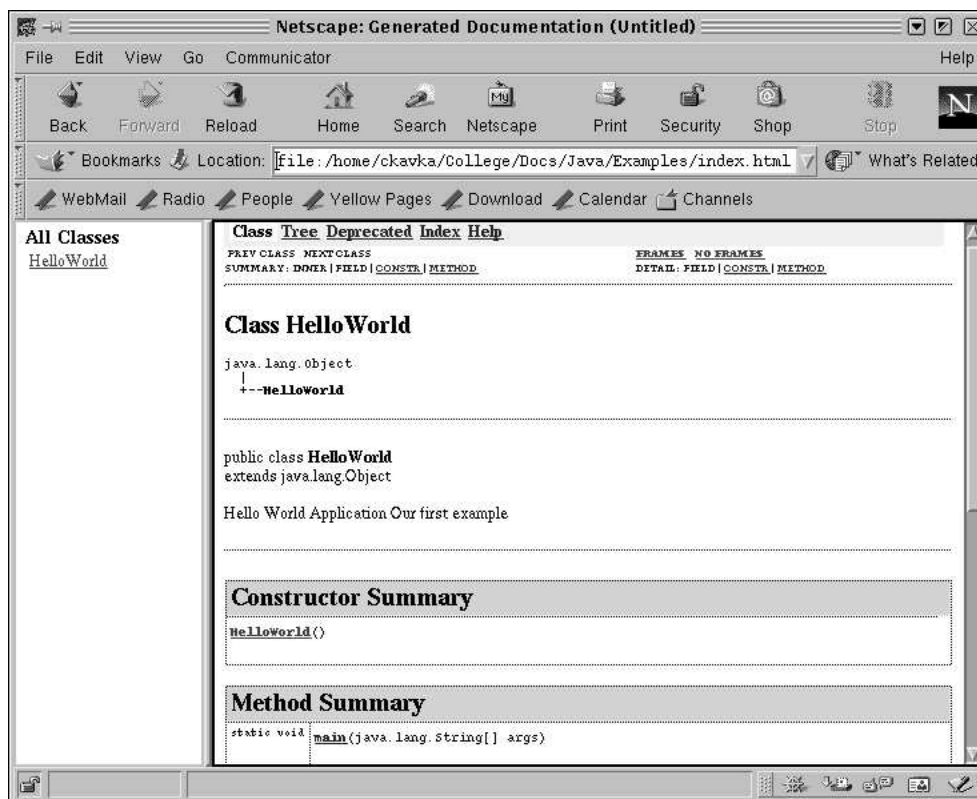 Netscape: Generated Documentation (Untitled)
File Edit View Go Communicator Help
Back Forward Reload Home Search Netscape Print Security Shop Stop
My
N
Bookmarks Location: file:/home/ckavka/College/Docs/Java/Examples/index.html What's Related
WebMail Radio People Yellow Pages Download Calendar Channels
All Classes
HelloWorld
Class Tree Deprecated Index Help
PREV CLASS NEXT CLASS FRAMES NO FRAMES
SUMMARY: INNER | FIELD | CONSTR | METHOD DETAIL: FIELD | CONSTR | METHOD
Class HelloWorld
java.lang.Object
|
+--HelloWorld
public class HelloWorld
extends java.lang.Object
Hello World Application Our first example
Constructor Summary
HelloWorld()
Method Summary
static void main(java.lang.String[] args)